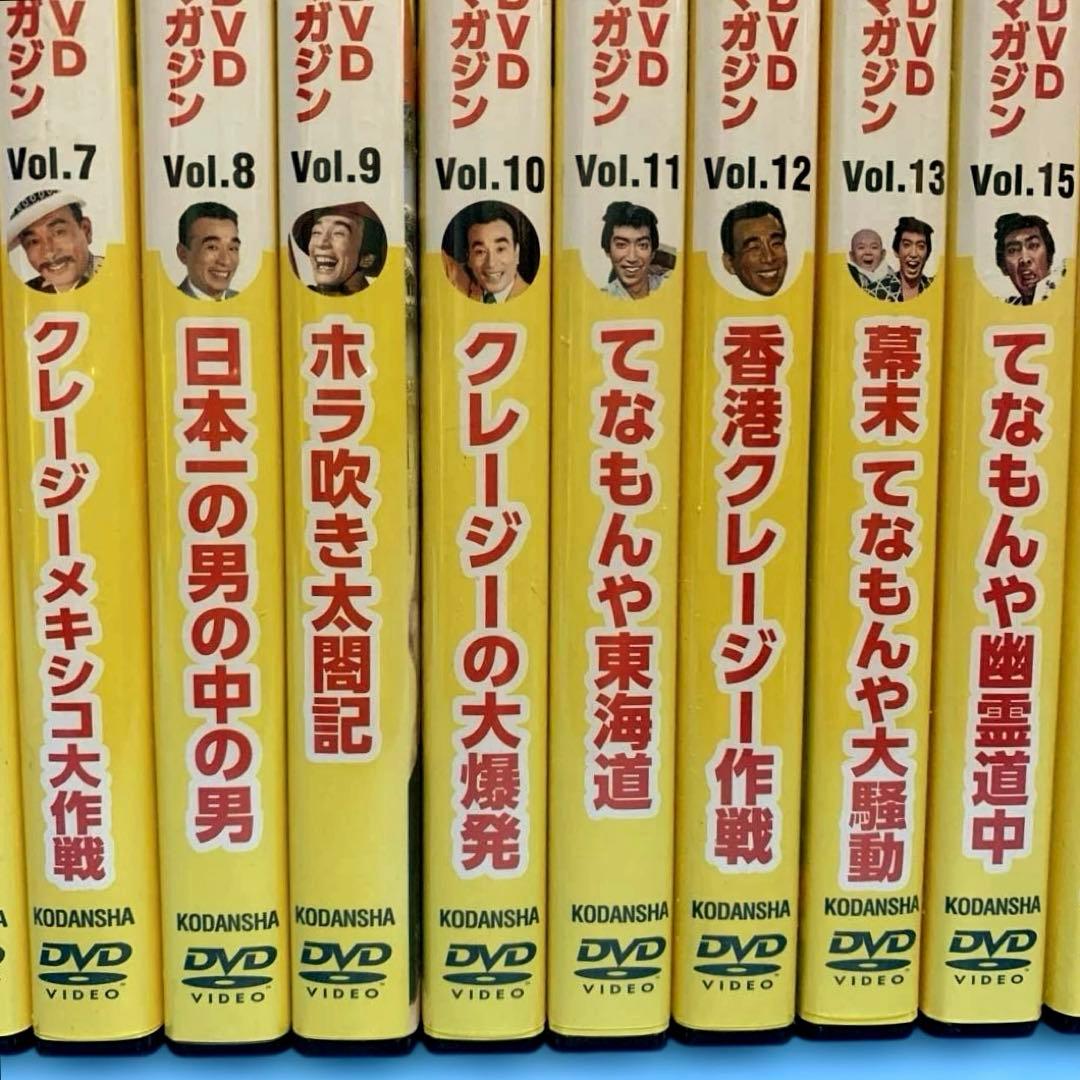 DVD
マガジン
Vol.7
クレージーメキシコ大作戦
KODANSHA
DVD
VIDEO
DVD
マガジン
Vol.8
日本一の男の中の男
KODANSHA
DVD
VIDEO
DVD
マガジン
Vol.9
ホラ吹き太閤記
KODANSHA
DVD
VIDEO
DVD
マガジン
Vol.10
クレージーの大爆発
KODANSHA
DVD
VIDEO
DVD
マガジン
Vol.11
てなもんや東海道
KODANSHA
DVD
VIDEO
DVD
マガジン
Vol.12
香港クレージー作戦
KODANSHA
DVD
VIDEO
DVD
マガジン
Vol.13
幕末てなもんや大騒動
KODANSHA
DVD
VIDEO
DVD
マガジン
Vol.15
てなもんや幽霊道中
KODANSHA
DVD
VIDEO